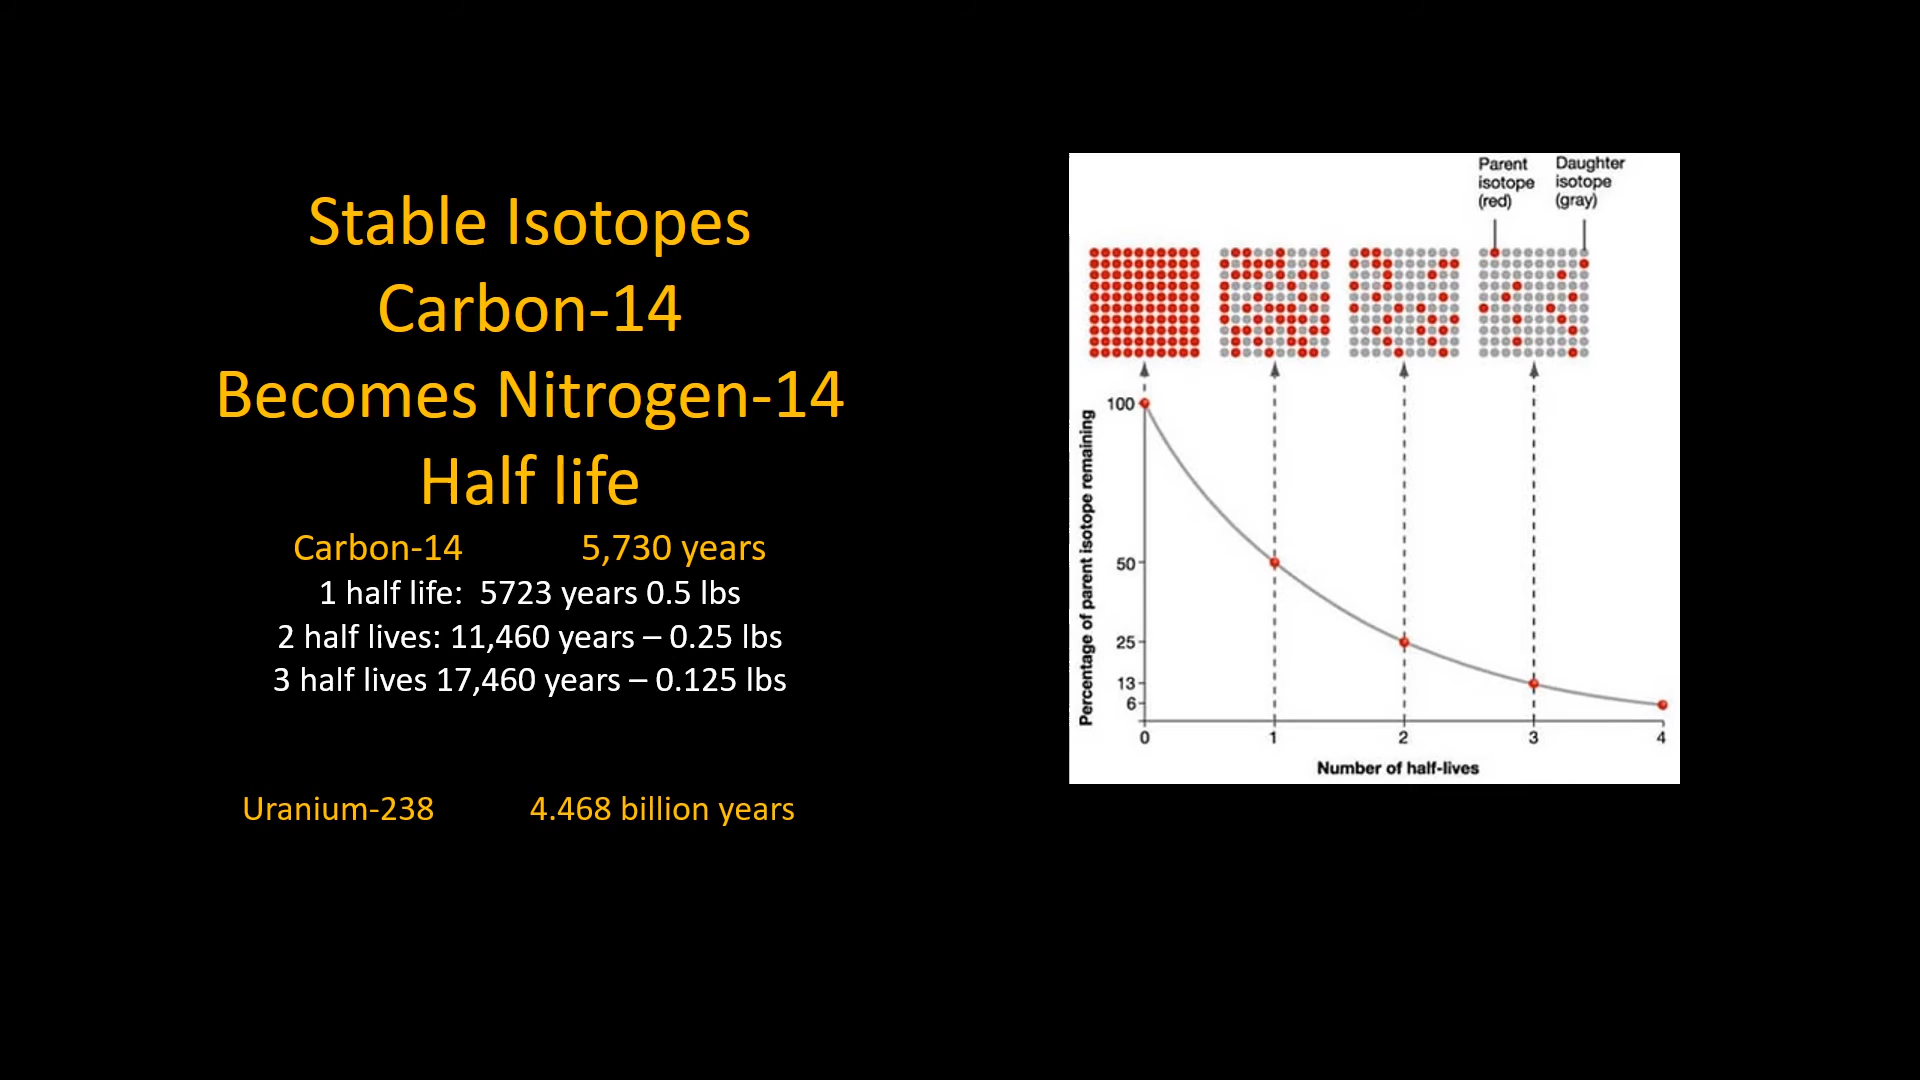 Stable Isotopes
Carbon-14
Becomes Nitrogen-14
Half life
Carbon-14 5,730 years
1 half life: 5723 years 0.5 lbs
2 half lives: 11,460 years – 0.25 lbs
3 half lives 17,460 years – 0.125 lbs
Uranium-238 4.468 billion years
Parent
isotope
(red)
Daughter
isotope
(gray)
Percentage of parent isotope remaining
100
50
25
13
6
0 1 2 3 4
Number of half-lives